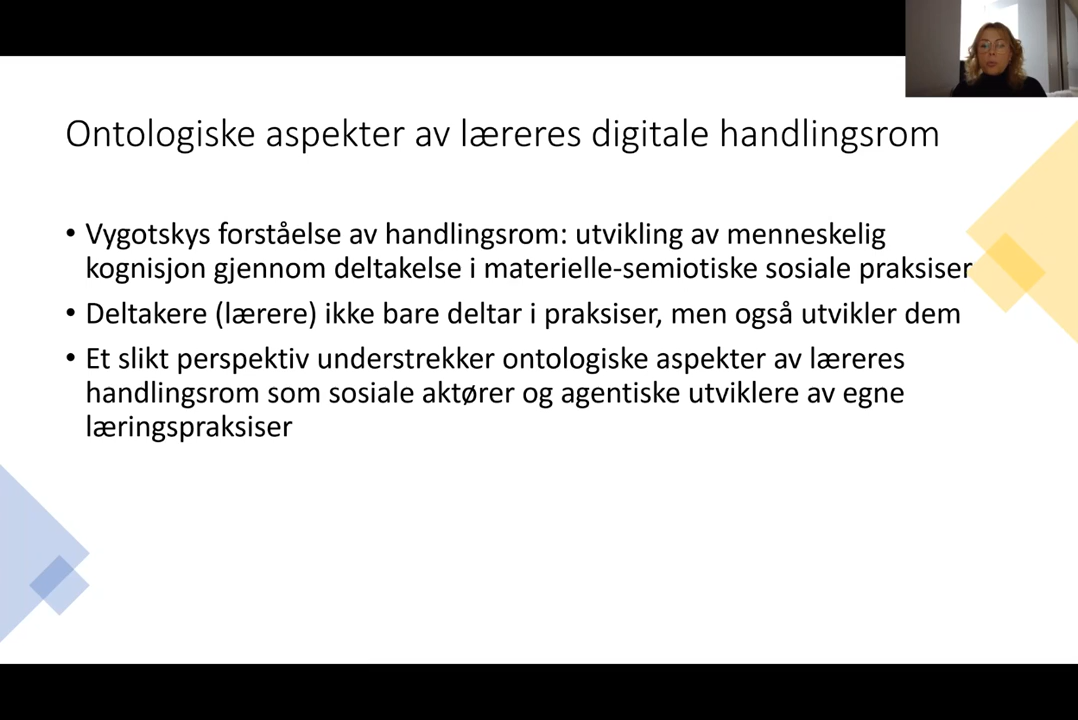 Ontologiske aspekter av læreres digitale handlingsrom
• Vygotskys forståelse av handlingsrom: utvikling av menneskelig
kognisjon gjennom deltakelse i materielle-semiotiske sosiale praksiser
• Deltakere (lærere) ikke bare deltar i praksiser, men også utvikler dem
• Et slikt perspektiv understrekker ontologiske aspekter av læreres
handlingsrom som sosiale aktører og agentiske utviklere av egne
læringspraksiser